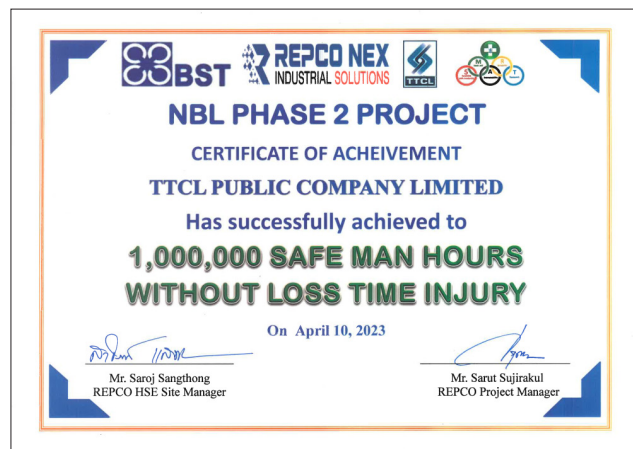 BST
REPCO NEX
INDUSTRIAL SOLUTIONS
TTCL
S M A R T
NBL PHASE 2 PROJECT
CERTIFICATE OF ACHEIVEMENT
TTCL PUBLIC COMPANY LIMITED
Has successfully achieved to
1,000,000 SAFE MAN HOURS
WITHOUT LOSS TIME INJURY
On April 10, 2023
Mr. Saroj Sangthong
REPCO HSE Site Manager
Mr. Sarut Sujirakul
REPCO Project Manager